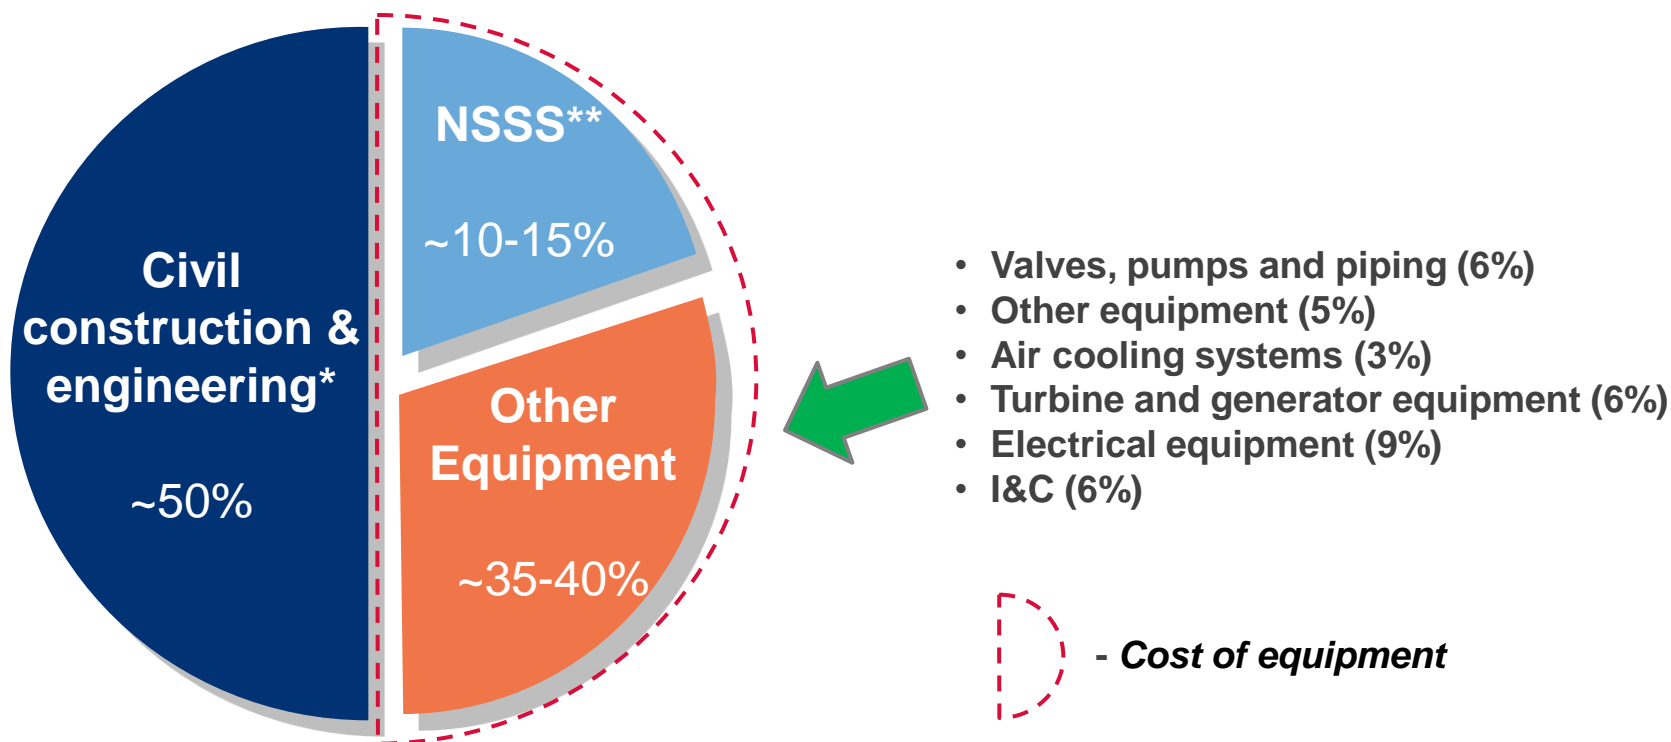 NSSS**
~10-15%
Civil
construction &
engineering*
~50%
Other
Equipment
~35-40%
• Valves, pumps and piping (6%)
• Other equipment (5%)
• Air cooling systems (3%)
• Turbine and generator equipment (6%)
• Electrical equipment (9%)
• I&C (6%)
- Cost of equipment